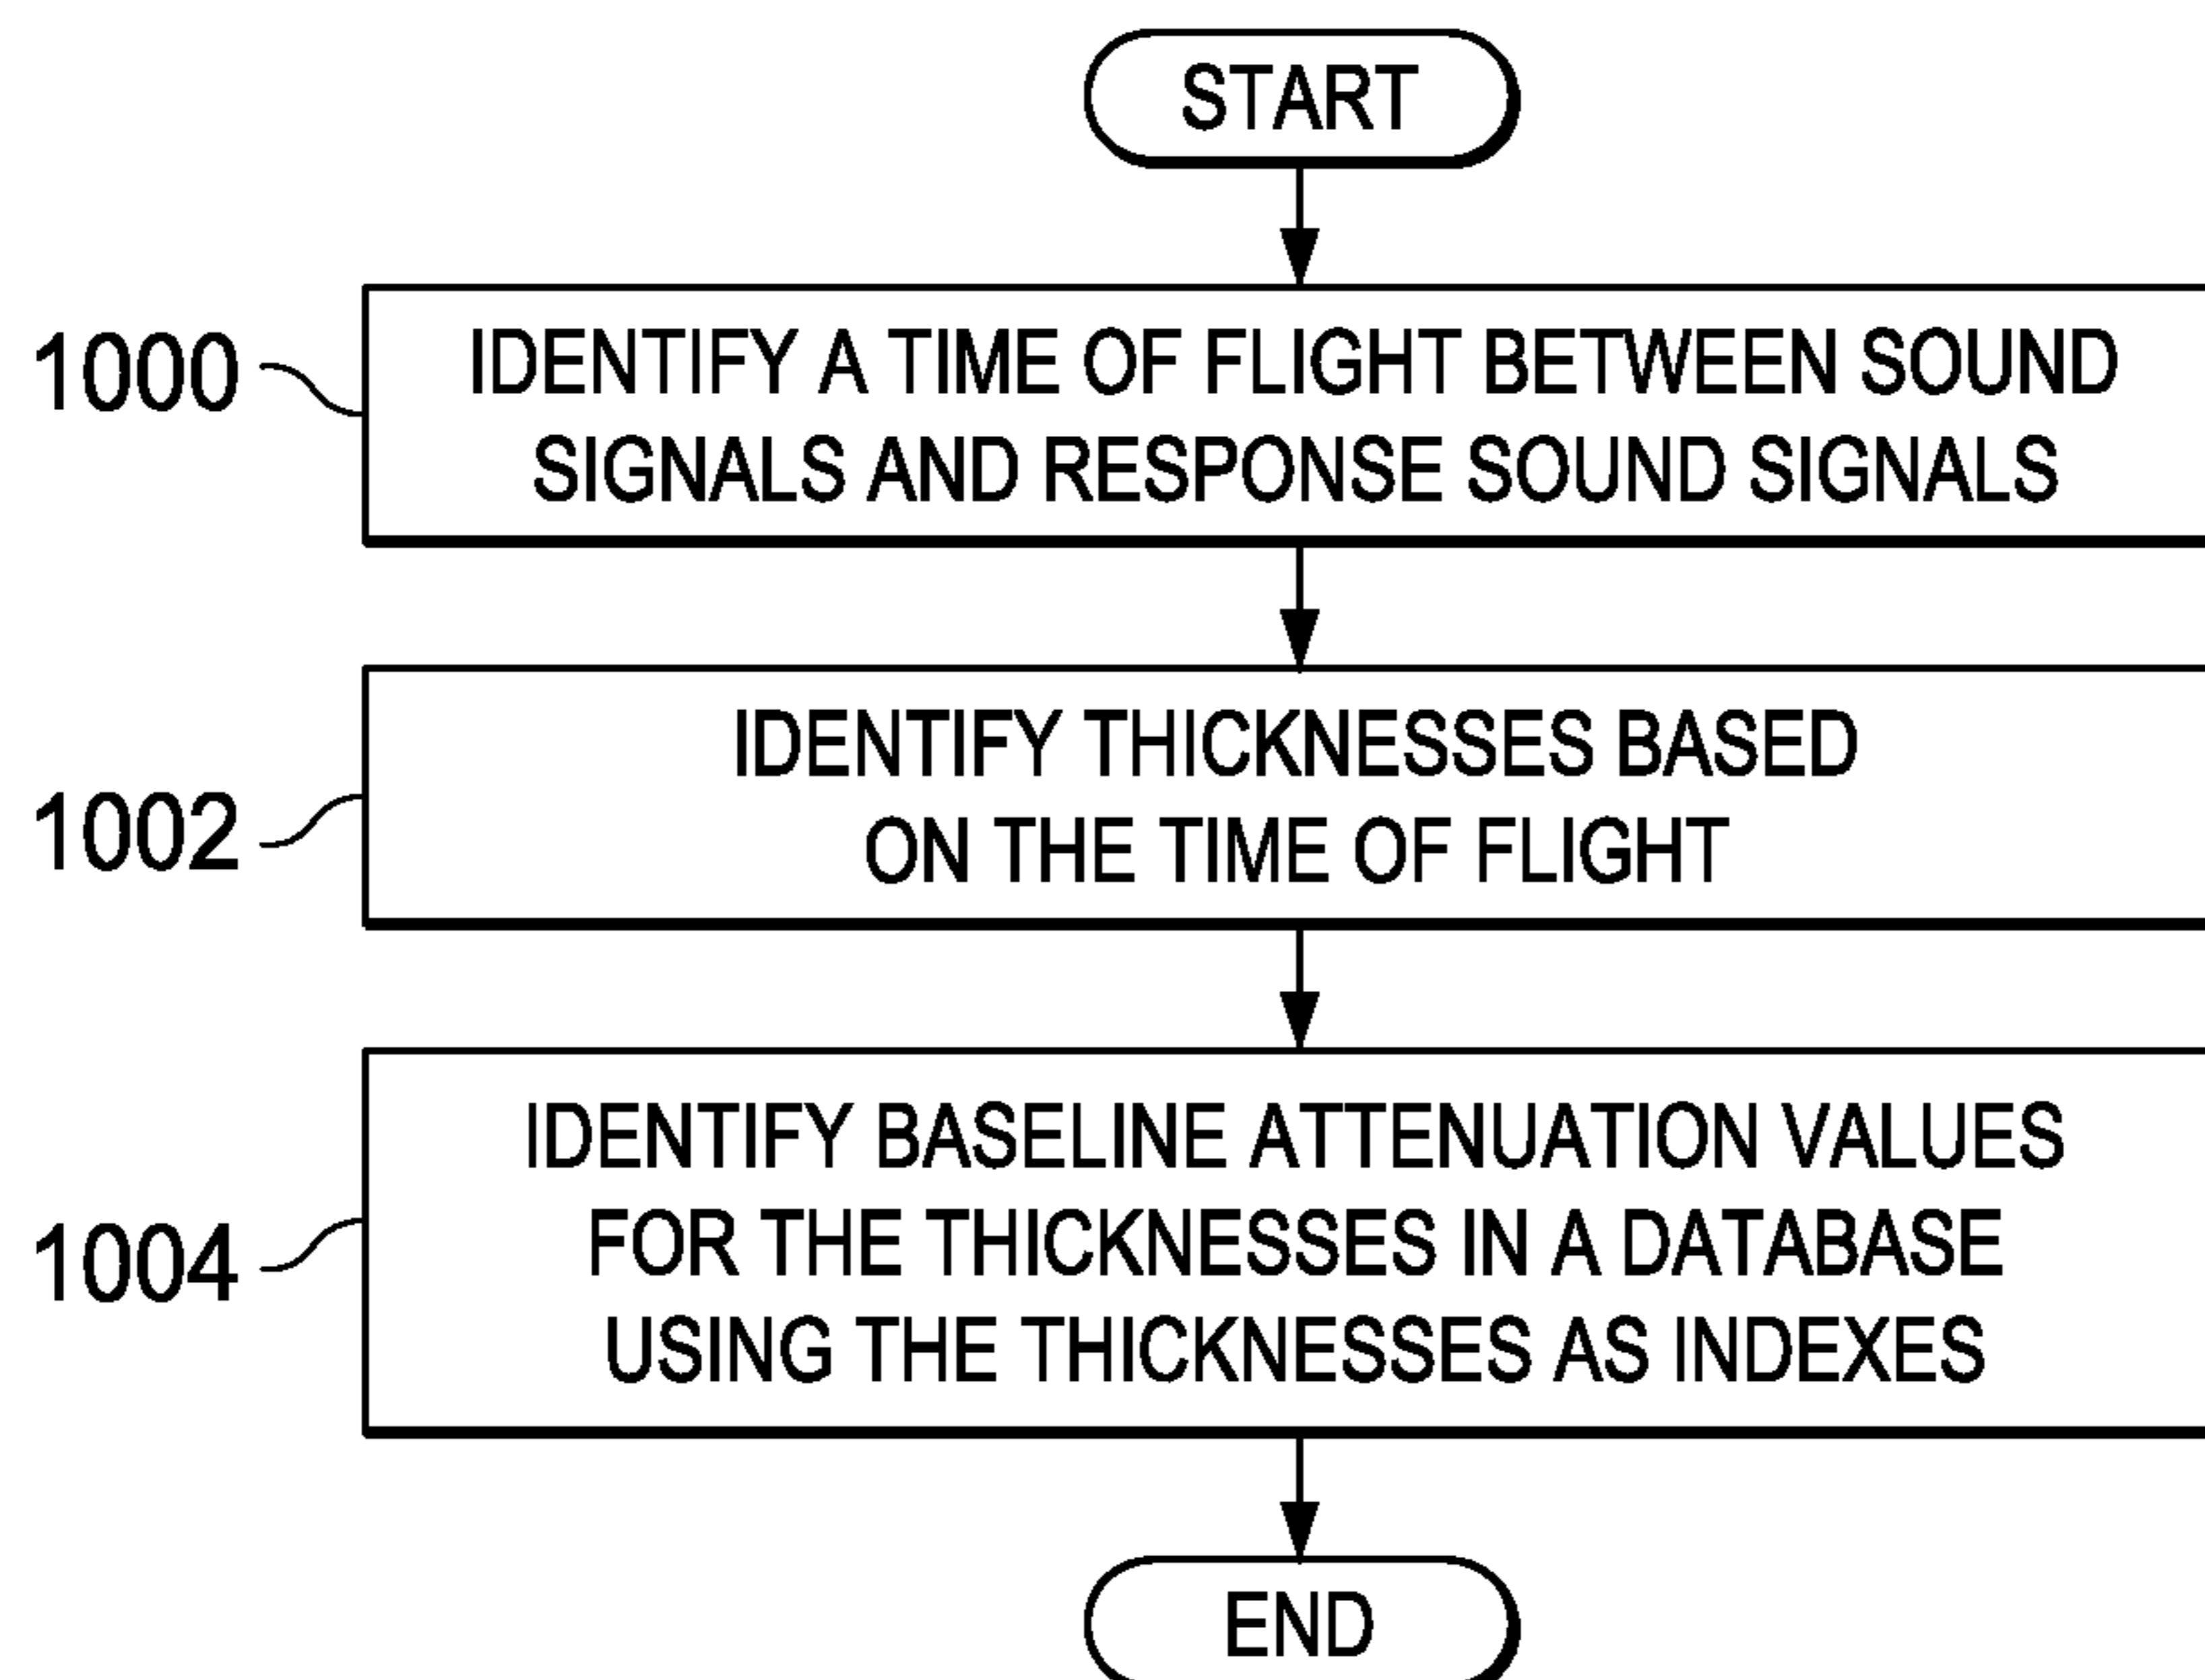 START
1000
IDENTIFY A TIME OF FLIGHT BETWEEN SOUND
SIGNALS AND RESPONSE SOUND SIGNALS
1002
IDENTIFY THICKNESSES BASED
ON THE TIME OF FLIGHT
1004
IDENTIFY BASELINE ATTENUATION VALUES
FOR THE THICKNESSES IN A DATABASE
USING THE THICKNESSES AS INDEXES
END